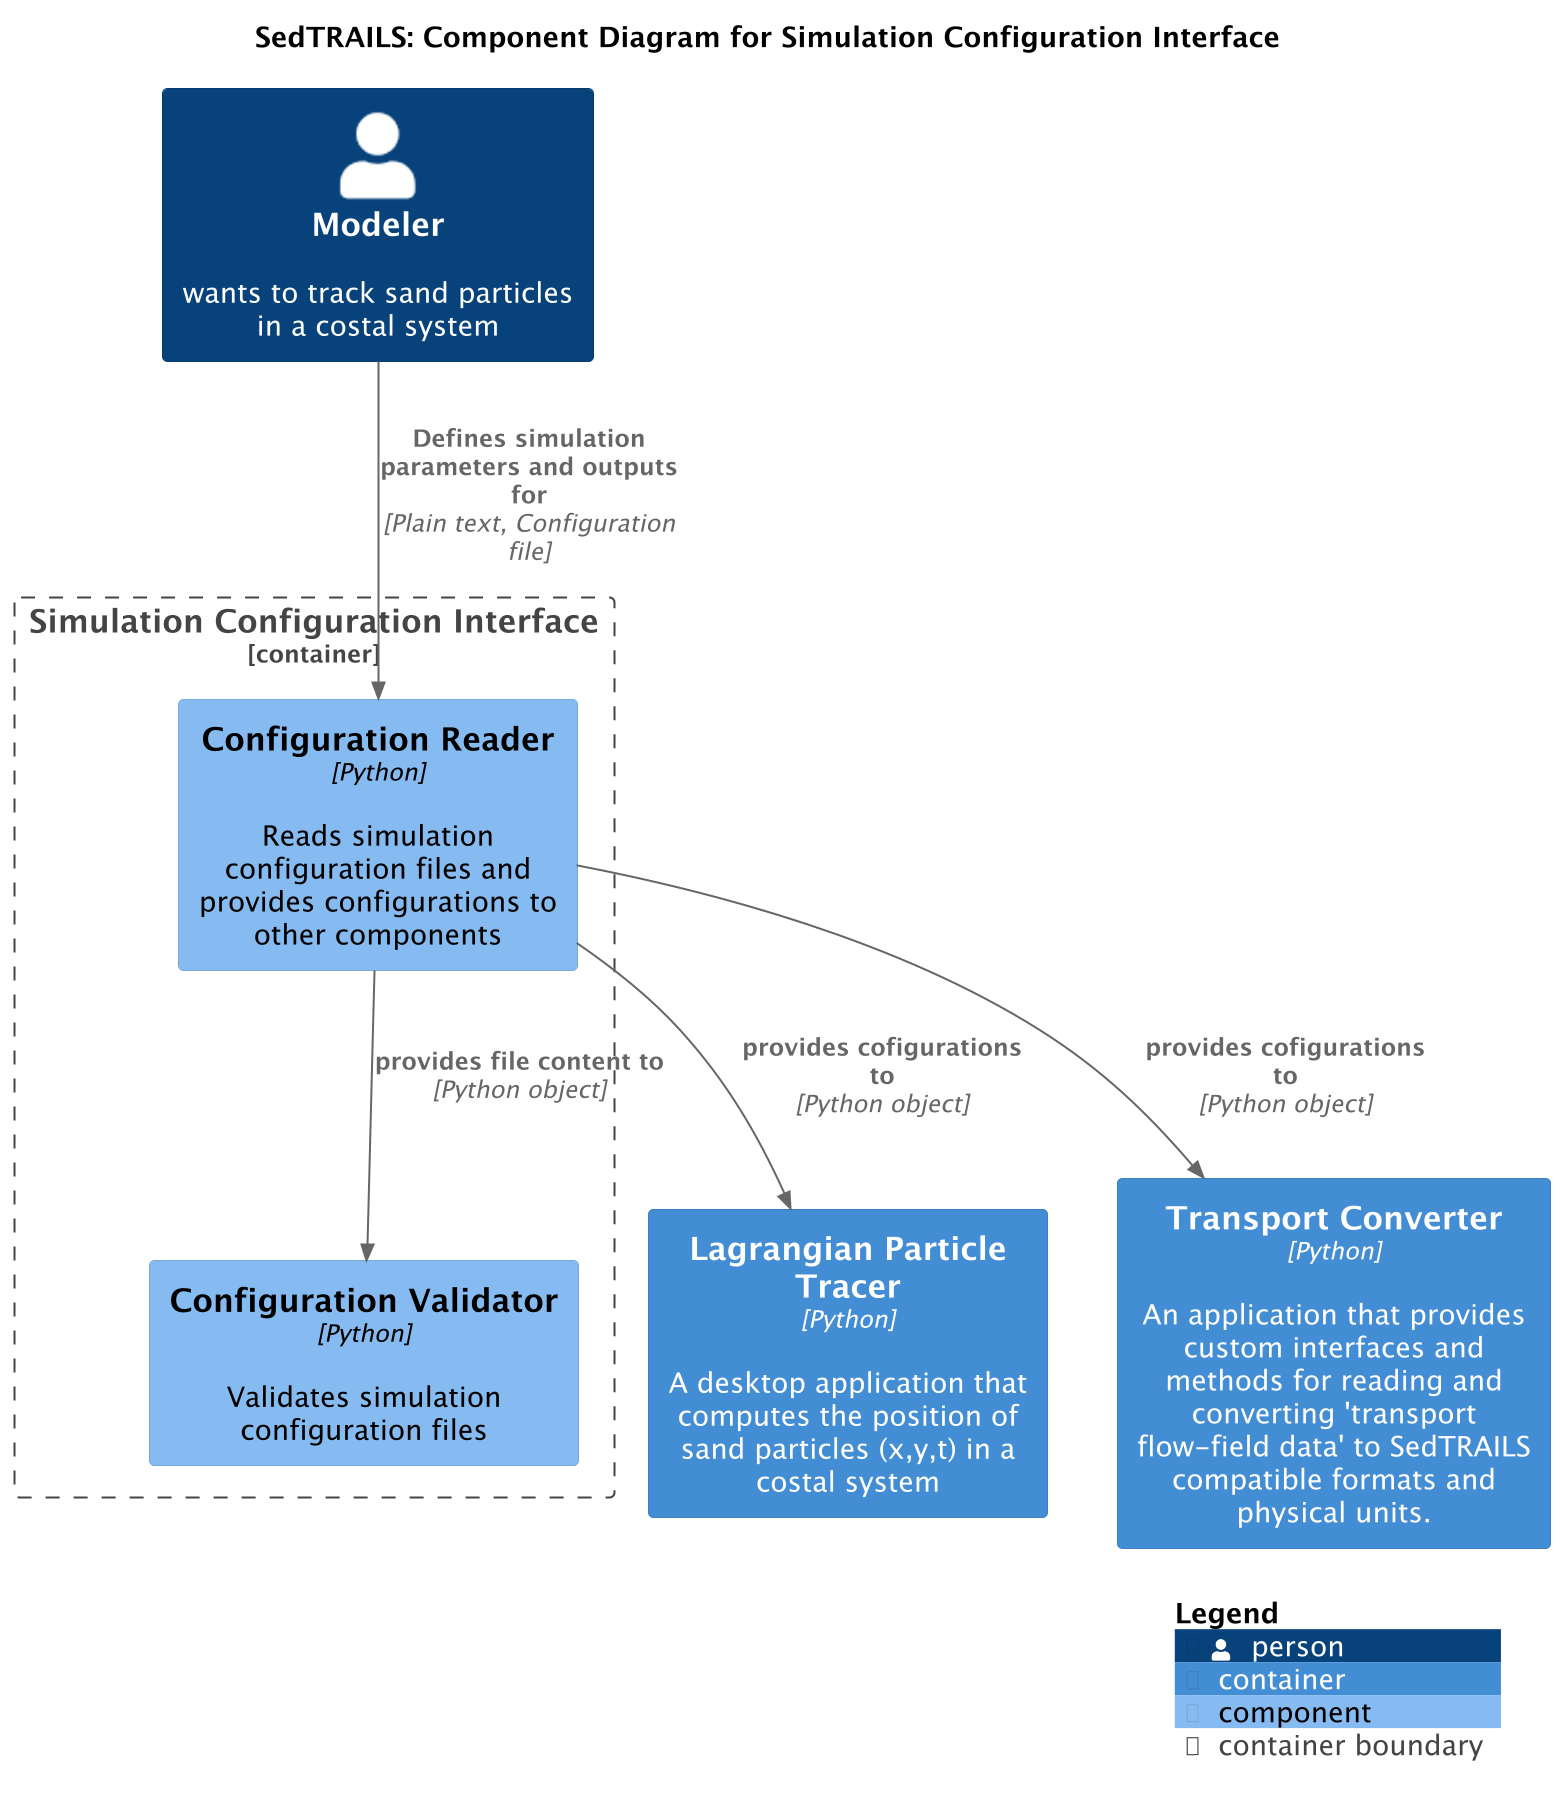 SedTRAILS: Component Diagram for Simulation Configuration Interface
Modeler
wants to track sand particles
in a costal system
Defines simulation
parameters and outputs
for
[Plain text, Configuration
file]
Simulation Configuration Interface
[container]
Configuration Reader
[Python]
Reads simulation
configuration files and
provides configurations to
other components
provides file content to
[Python object]
provides cofigurations
to
[Python object]
provides cofigurations
to
[Python object]
Configuration Validator
[Python]
Validates simulation
configuration files
Lagrangian Particle
Tracer
[Python]
A desktop application that
computes the position of
sand particles (x,y,t) in a
costal system
Transport Converter
[Python]
An application that provides
custom interfaces and
methods for reading and
converting 'transport
flow-field data' to SedTRAILS
compatible formats and
physical units.
Legend
person
container
component
container boundary